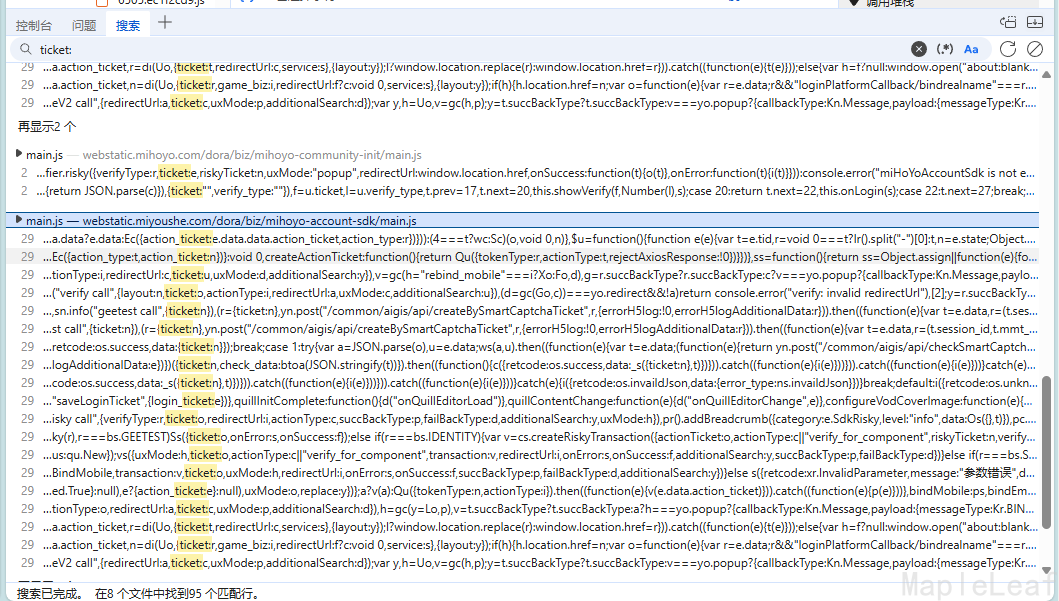 调用堆栈
控制台 问题 搜索
ticket:
(.*) Aa
29 ...a.action_ticket,r=di(Uo,{ticket:t,redirectUrl:c,service:s},{layout:y});l?window.location.replace(r):window.location.href=r})).catch((function(e){t(e)}));else{var h=f?null:window.open("about:blank...
29 ...a.action_ticket,n=di(Uo,{ticket:r,game_biz:i,redirectUrl:f?c:void 0,service:s},{layout:y});if(h){h.location.href=n;var o=function(e){var r=e.data;r&&"loginPlatformCallback/bindrealname"===r....
29 ...eV2 call",{redirectUrl:a,ticket:c,uxMode:p,additionalSearch:d});var y,h=Uo,v=gc(h,p);y=t.succBackType?t.succBackType:v===yo.popup?{callbackType:Kn.Message,payload:{messageType:Kr....
再显示2 个
main.js — webstatic.mihoyo.com/dora/biz/mihoyo-community-init/main.js
2 ...fier.risky({verifyType:r,ticket:e,riskyTicket:n,uxMode:"popup",redirectUrl:window.location.href,onSuccess:function(t){o(t)},onError:function(t){i(t)}})):console.error("miHoYoAccountSdk is not e...
2 ...{return JSON.parse(c)}),{ticket:"",verify_type:""}),f=u.ticket,l=u.verify_type,t.prev=17,t.next=20,this.showVerify(f,Number(l),s);case 20:return t.next=22,this.onLogin(s);case 22:t.next=27;break;...
main.js — webstatic.miyoushe.com/dora/biz/mihoyo-account-sdk/main.js
29 ...a.data?e.data:Ec({action_ticket:e.data.data.action_ticket,action_type:r})})):(4===t?wc:Sc)(o,void 0,n)},$u=function(){function e(e){var t=e.tid,r=void 0===t?Ir().split("-")[0]:t,n=e.state;Object....
29 ...Ec({action_type:t,action_ticket:n})}:void 0,createActionTicket:function(){return Qu({tokenType:r,actionType:t,rejectAxiosResponse:!0})}})},ss=function(){return ss=Object.assign||function(e){fo...
29 ...tionType:i,redirectUrl:c,ticket:u,uxMode:d,additionalSearch:y}),v=gc(h="rebind_mobile"===i?Xo:Fo,d),g=r.succBackType?r.succBackType:c?v===yo.popup?{callbackType:Kn.Message,paylo...
29 ...("verify call",{layout:n,ticket:o,actionType:i,redirectUrl:a,uxMode:c,additionalSearch:u}),(d=gc(Go,c))===yo.redirect&&!a)return console.error("verify: invalid redirectUrl"),[2];y=r.succBackTy...
29 ...,sn.info("geetest call",{ticket:n}),(r={ticket:n},yn.post("/common/aigis/api/createBySmartCaptchaTicket",r,{errorH5log:!0,errorH5logAdditionalData:r})).then((function(e){var t=e.data,r=(t.ses...
29 ...st call",{ticket:n}),(r={ticket:n},yn.post("/common/aigis/api/createBySmartCaptchaTicket",r,{errorH5log:!0,errorH5logAdditionalData:r})).then((function(e){var t=e.data,r=(t.session_id,t.mmt_...
29 ...retcode:os.success,data:{ticket:n}});break;case 1:try{var a=JSON.parse(o),u=e.data;ws(a,u).then((function(e){var t=e.data;(function(e){return yn.post("/common/aigis/api/checkSmartCaptch...
29 ...logAdditionalData:e})})({ticket:n,check_data:btoa(JSON.stringify(t))}).then((function(){c({retcode:os.success,data:_s({ticket:n},t)})})).catch((function(e){i(e)}))})).catch((function(e){i(e)}))}catch(e...
29 ...code:os.success,data:_s({ticket:n},t)})})).catch((function(e){i(e)}))})).catch((function(e){i(e)}))}catch(e){i({retcode:os.invaildJson,data:{error_type:ns.invaildJson}})}break;default:i({retcode:os.unkn...
29 ..."saveLoginTicket",{login_ticket:e})},quillInitComplete:function(){d("onQuillEditorLoad")},quillContentChange:function(e){d("onQuillEditorChange",e)},configureVodCoverImage:function(e){...
29 ...isky call",{verifyType:r,ticket:o,redirectUrl:i,actionType:c,succBackType:p,failBackType:d,additionalSearch:y,uxMode:h}),pr().addBreadcrumb({category:e.SdkRisky,level:"info",data:Os({},t)}),pc....
29 ...ky(r),r===bs.GEETEST)Ss({ticket:o,onError:s,onSuccess:f});else if(r===bs.IDENTITY){var v=cs.createRiskyTransaction({actionTicket:o,actionType:c||"verify_for_component",riskyTicket:n,verify...
29 ...us:qu.New});vs({uxMode:h,ticket:o,actionType:c||"verify_for_component",transaction:v,redirectUrl:i,onError:s,onSuccess:f,additionalSearch:y,succBackType:p,failBackType:d})}else if(r===bs.S...
29 ...BindMobile,transaction:v,ticket:o,uxMode:h,redirectUrl:i,onError:s,onSuccess:f,succBackType:p,failBackType:d,additionalSearch:y})}else s({retcode:xr.InvalidParameter,message:"参数错误",d...
29 ...ed.True}:null),e?{action_ticket:e}:null),uxMode:o,replace:y})};a?v(a):Qu({tokenType:n,actionType:i}).then((function(e){v(e.data.action_ticket)})).catch((function(e){p(e)}))},bindMobile:ps,bindEm...
29 ...tionType:o,redirectUrl:a,ticket:c,uxMode:p,additionalSearch:d}),h=gc(y=Lo,p),v=t.succBackType?t.succBackType:a?h===yo.popup?{callbackType:Kn.Message,payload:{messageType:Kr.BIN...
29 ...a.action_ticket,r=di(Uo,{ticket:t,redirectUrl:c,service:s},{layout:y});l?window.location.replace(r):window.location.href=r})).catch((function(e){t(e)}));else{var h=f?null:window.open("about:blank...
29 ...a.action_ticket,n=di(Uo,{ticket:r,game_biz:i,redirectUrl:f?c:void 0,service:s},{layout:y});if(h){h.location.href=n;var o=function(e){var r=e.data;r&&"loginPlatformCallback/bindrealname"===r....
29 ...eV2 call",{redirectUrl:a,ticket:c,uxMode:p,additionalSearch:d});var y,h=Uo,v=gc(h,p);y=t.succBackType?t.succBackType:v===yo.popup?{callbackType:Kn.Message,payload:{messageType:Kr....
搜索已完成。 在8 个文件中找到95 个匹配行。
MapleLeaf